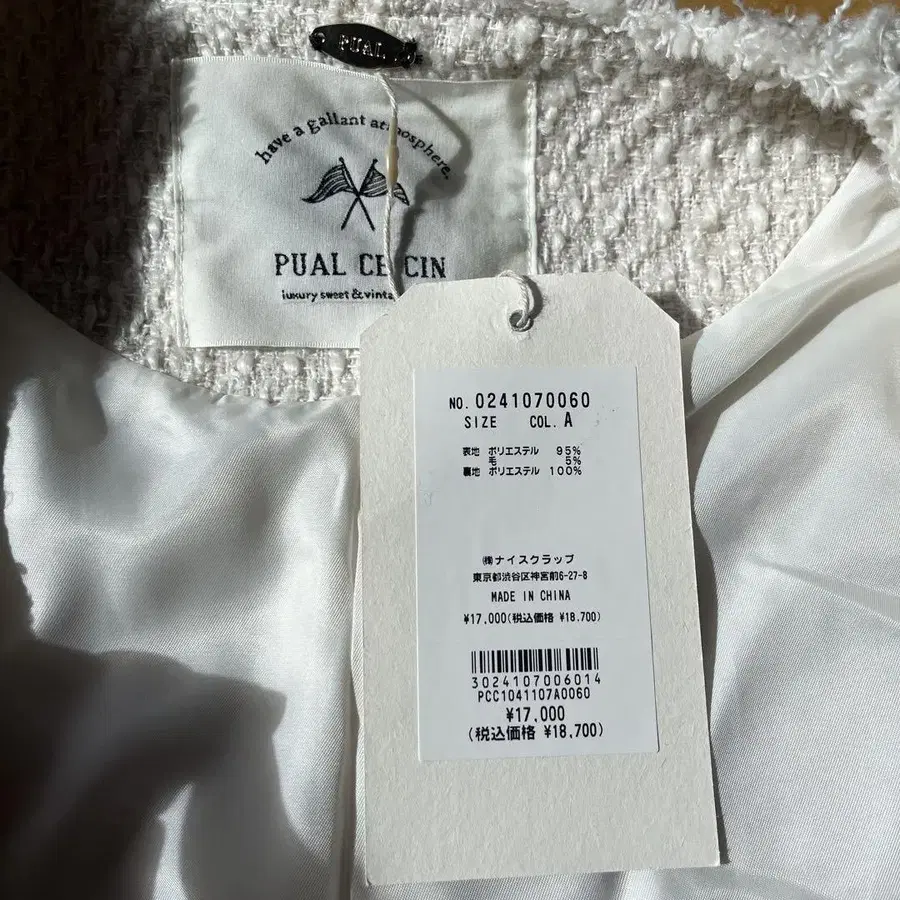 PUAL
have a gallant atmosphere.
PUAL CE CIN
luxury sweet & vinta
NO. 0241070060
SIZE COL. A
表地 ポリエステル 95%
毛 5%
裏地 ポリエステル 100%
㈱ナイスクラップ
東京都渋谷区神宮前6-27-8
MADE IN CHINA
¥17,000(税込価格 ¥18,700)
3024107006014
PCC1041107A0060
¥17,000
(税込価格 ¥18,700)